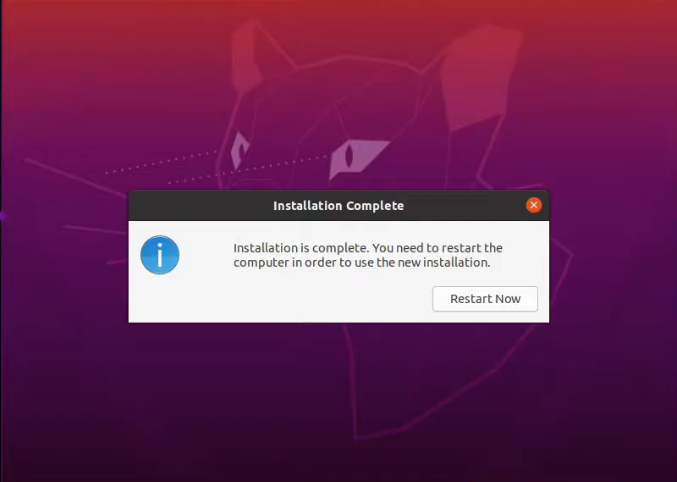 Installation Complete
Installation is complete. You need to restart the
computer in order to use the new installation.
Restart Now